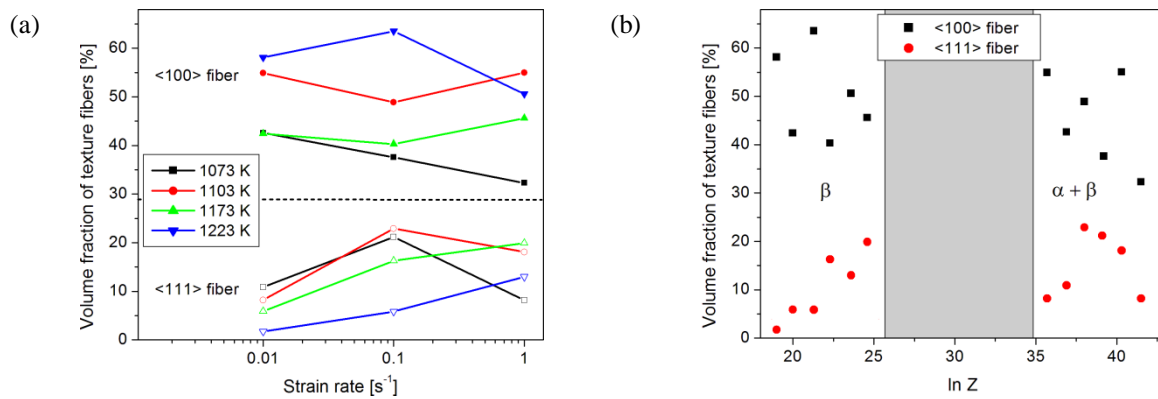 (a)
Volume fraction of texture fibers [%]
60
50
40
30
20
10
0
<100> fiber
1073 K
1103 K
1173 K
1223 K
<111> fiber
0.01
0.1
1
Strain rate [s⁻¹]
(b)
Volume fraction of texture fibers [%]
60
50
40
30
20
10
0
<100> fiber
<111> fiber
β
α + β
20
25
30
35
40
ln Z